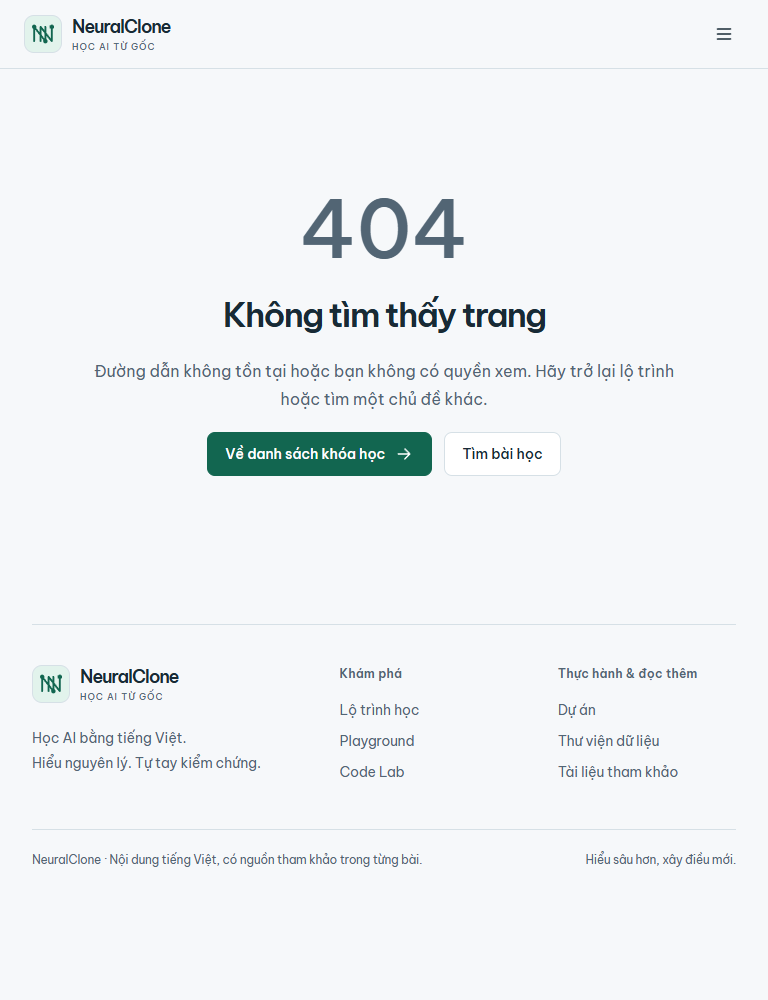 NeuralClone
HỌC AI TỪ GỐC
404
Không tìm thấy trang
Đường dẫn không tồn tại hoặc bạn không có quyền xem. Hãy trở lại lộ trình
hoặc tìm một chủ đề khác.
Về danh sách khóa học →
Tìm bài học
NeuralClone
HỌC AI TỪ GỐC
Học AI bằng tiếng Việt.
Hiểu nguyên lý. Tự tay kiểm chứng.
Khám phá
Lộ trình học
Playground
Code Lab
Thực hành & đọc thêm
Dự án
Thư viện dữ liệu
Tài liệu tham khảo
NeuralClone · Nội dung tiếng Việt, có nguồn tham khảo trong từng bài.
Hiểu sâu hơn, xây điều mới.